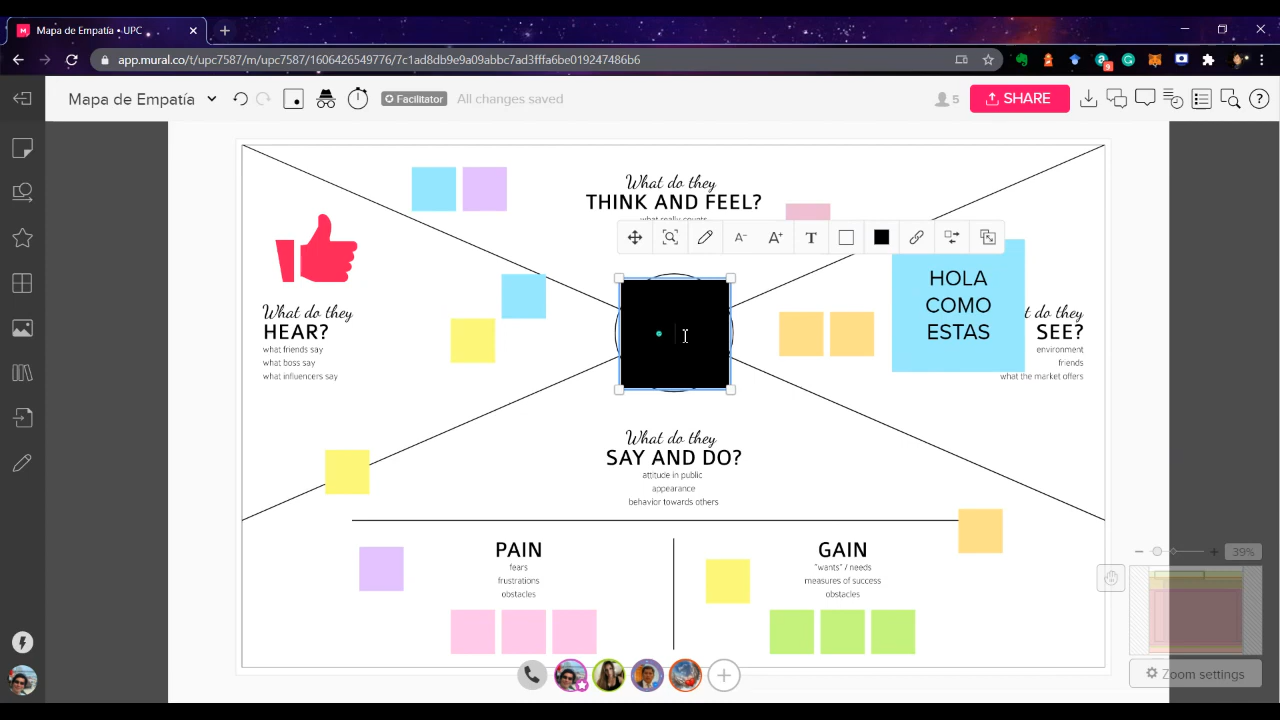 Mapa de Empatía • UPC
app.mural.co/t/upc7587/m/upc7587/1606426549776/7c1ad8db9e9a09abbc7ad3fffa6be019247486b6
9
Mapa de Empatía
Facilitator
All changes saved
5
SHARE
What do they
THINK AND FEEL?
what really counts
A-
A+
T
HOLA
COMO
ESTAS
What do they
HEAR?
what friends say
what boss say
what influencers say
t do they
SEE?
environment
friends
what the market offers
What do they
SAY AND DO?
attitude in public
appearance
behavior towards others
PAIN
fears
frustrations
obstacles
GAIN
"wants" / needs
measures of success
obstacles
39%
Zoom settings